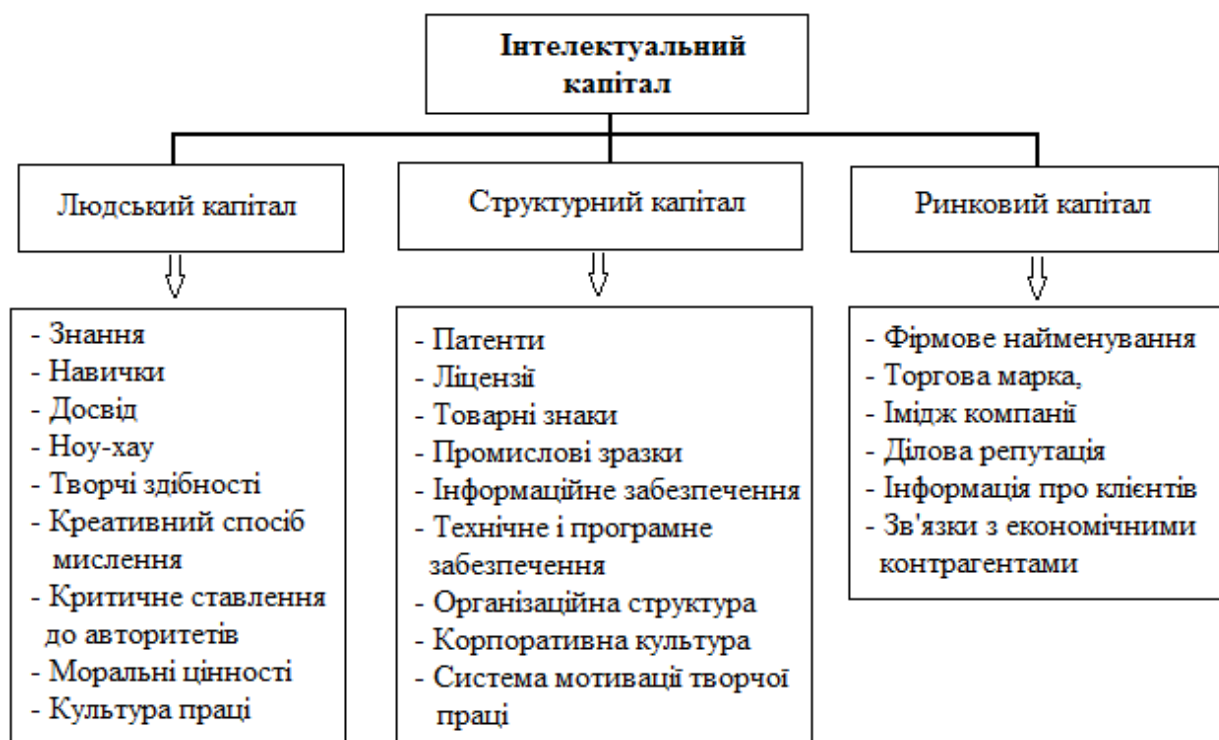 Інтелектуальний
капітал
Людський капітал
Структурний капітал
Ринковий капітал
- Знання
- Навички
- Досвід
- Ноу-хау
- Творчі здібності
- Креативний спосіб
мислення
- Критичне ставлення
до авторитетів
- Моральні цінності
- Культура праці
- Патенти
- Ліцензії
- Товарні знаки
- Промислові зразки
- Інформаційне забезпечення
- Технічне і програмне
забезпечення
- Організаційна структура
- Корпоративна культура
- Система мотивації творчої
праці
- Фірмове найменування
- Торгова марка,
- Імідж компанії
- Ділова репутація
- Інформація про клієнтів
- Зв'язки з економічними
контрагентами